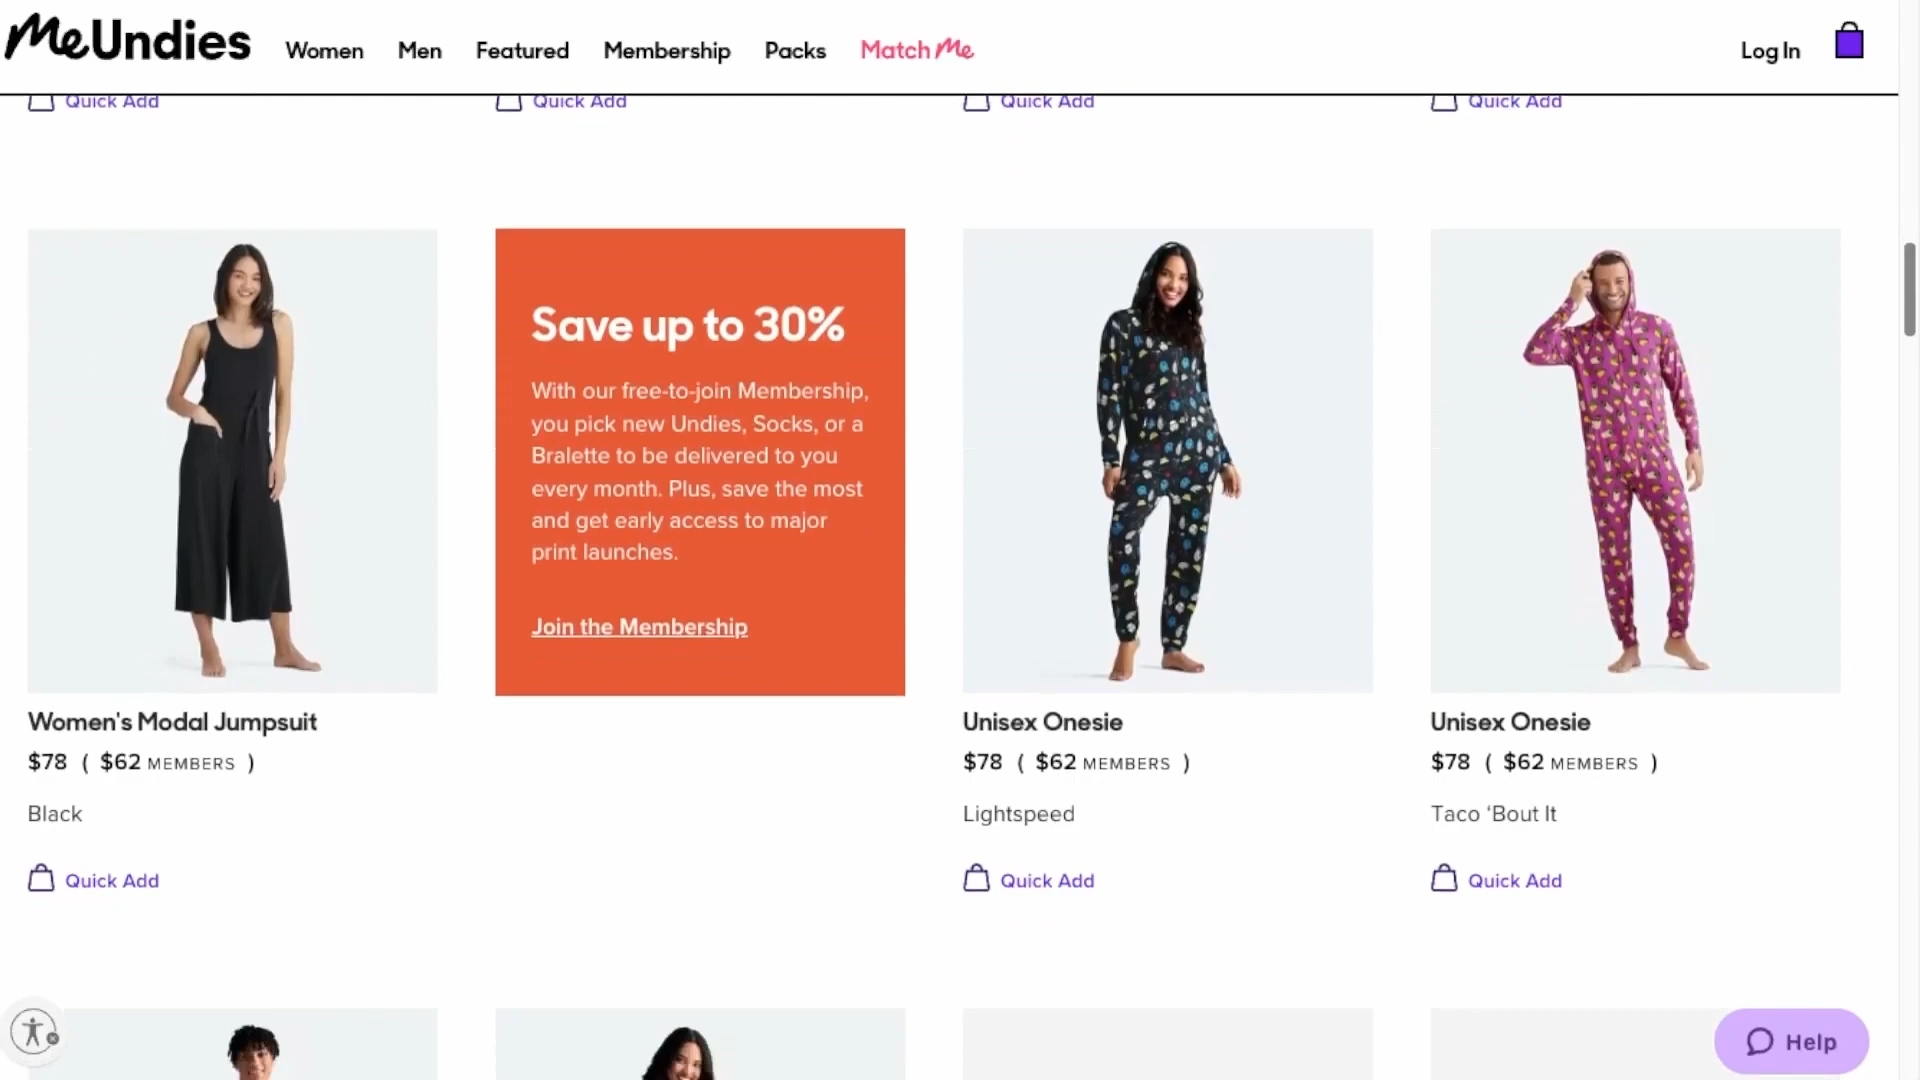 MeUndies
Women
Men
Featured
Membership
Packs
Match Me
Log In
Quick Add
Quick Add
Quick Add
Quick Add
Save up to 30%
With our free-to-join Membership,
you pick new Undies, Socks, or a
Bralette to be delivered to you
every month. Plus, save the most
and get early access to major
print launches.
Join the Membership
Women's Modal Jumpsuit
$78 ( $62 MEMBERS )
Black
Quick Add
Unisex Onesie
$78 ( $62 MEMBERS )
Lightspeed
Quick Add
Unisex Onesie
$78 ( $62 MEMBERS )
Taco ‘Bout It
Quick Add
Help